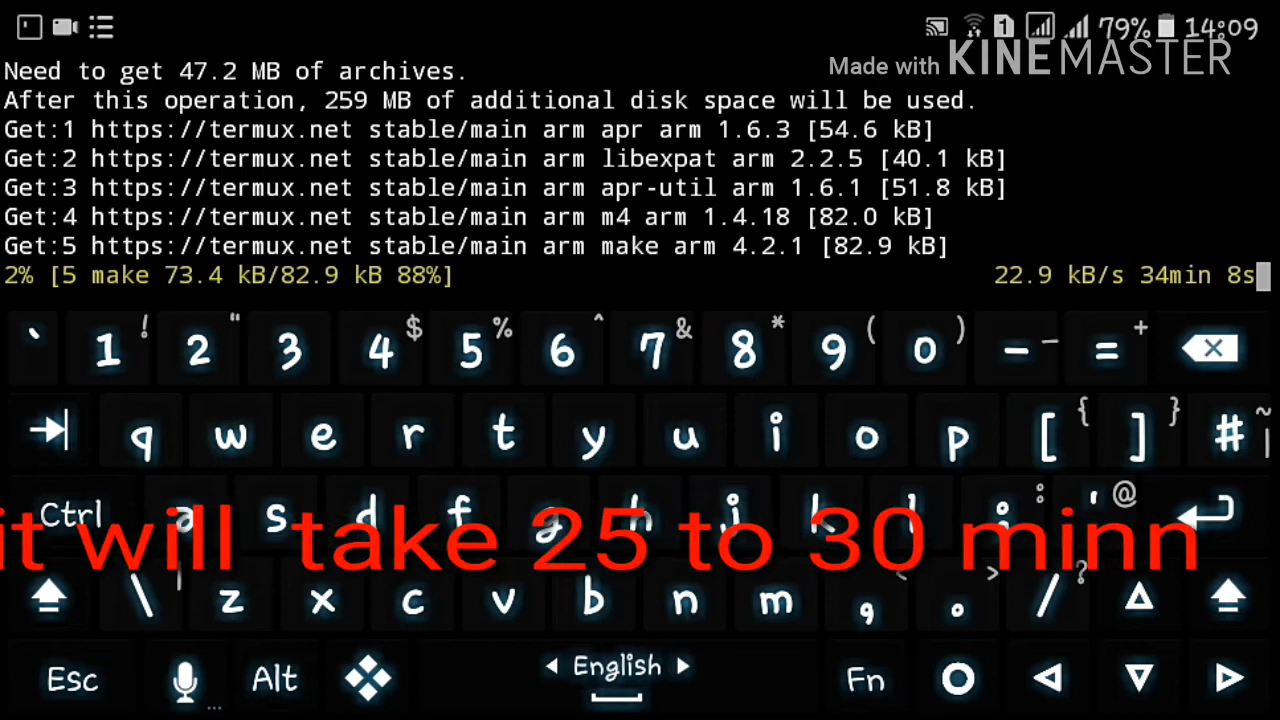 79% 14:09
Made with KINEMASTER
Need to get 47.2 MB of archives.
After this operation, 259 MB of additional disk space will be used.
Get:1 https://termux.net stable/main arm apr arm 1.6.3 [54.6 kB]
Get:2 https://termux.net stable/main arm libexpat arm 2.2.5 [40.1 kB]
Get:3 https://termux.net stable/main arm apr-util arm 1.6.1 [51.8 kB]
Get:4 https://termux.net stable/main arm m4 arm 1.4.18 [82.0 kB]
Get:5 https://termux.net stable/main arm make arm 4.2.1 [82.9 kB]
2% [5 make 73.4 kB/82.9 kB 88%] 22.9 kB/s 34min 8s
` 1 ! 2 " 3 4 $ 5 % 6 ^ 7 & 8 * 9 ( 0 ) - _ = +
q w e r t y u i o p [ { ] } # ~ |
Ctrl a s d f g h j k l ; : ' @
it will take 25 to 30 minn
\ | z x c v b n m , < . > / ?
Esc Alt English Fn